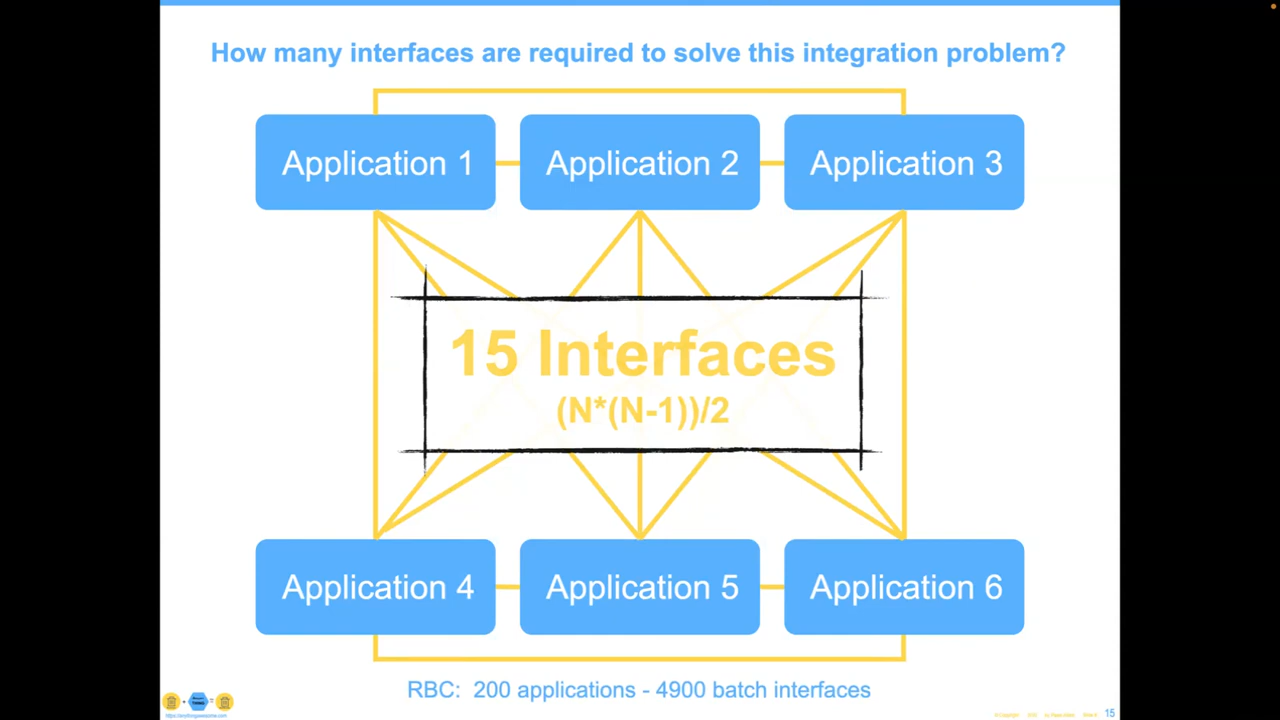 How many interfaces are required to solve this integration problem?
Application 1
Application 2
Application 3
15 Interfaces
(N*(N-1))/2
Application 4
Application 5
Application 6
RBC: 200 applications - 4900 batch interfaces
15